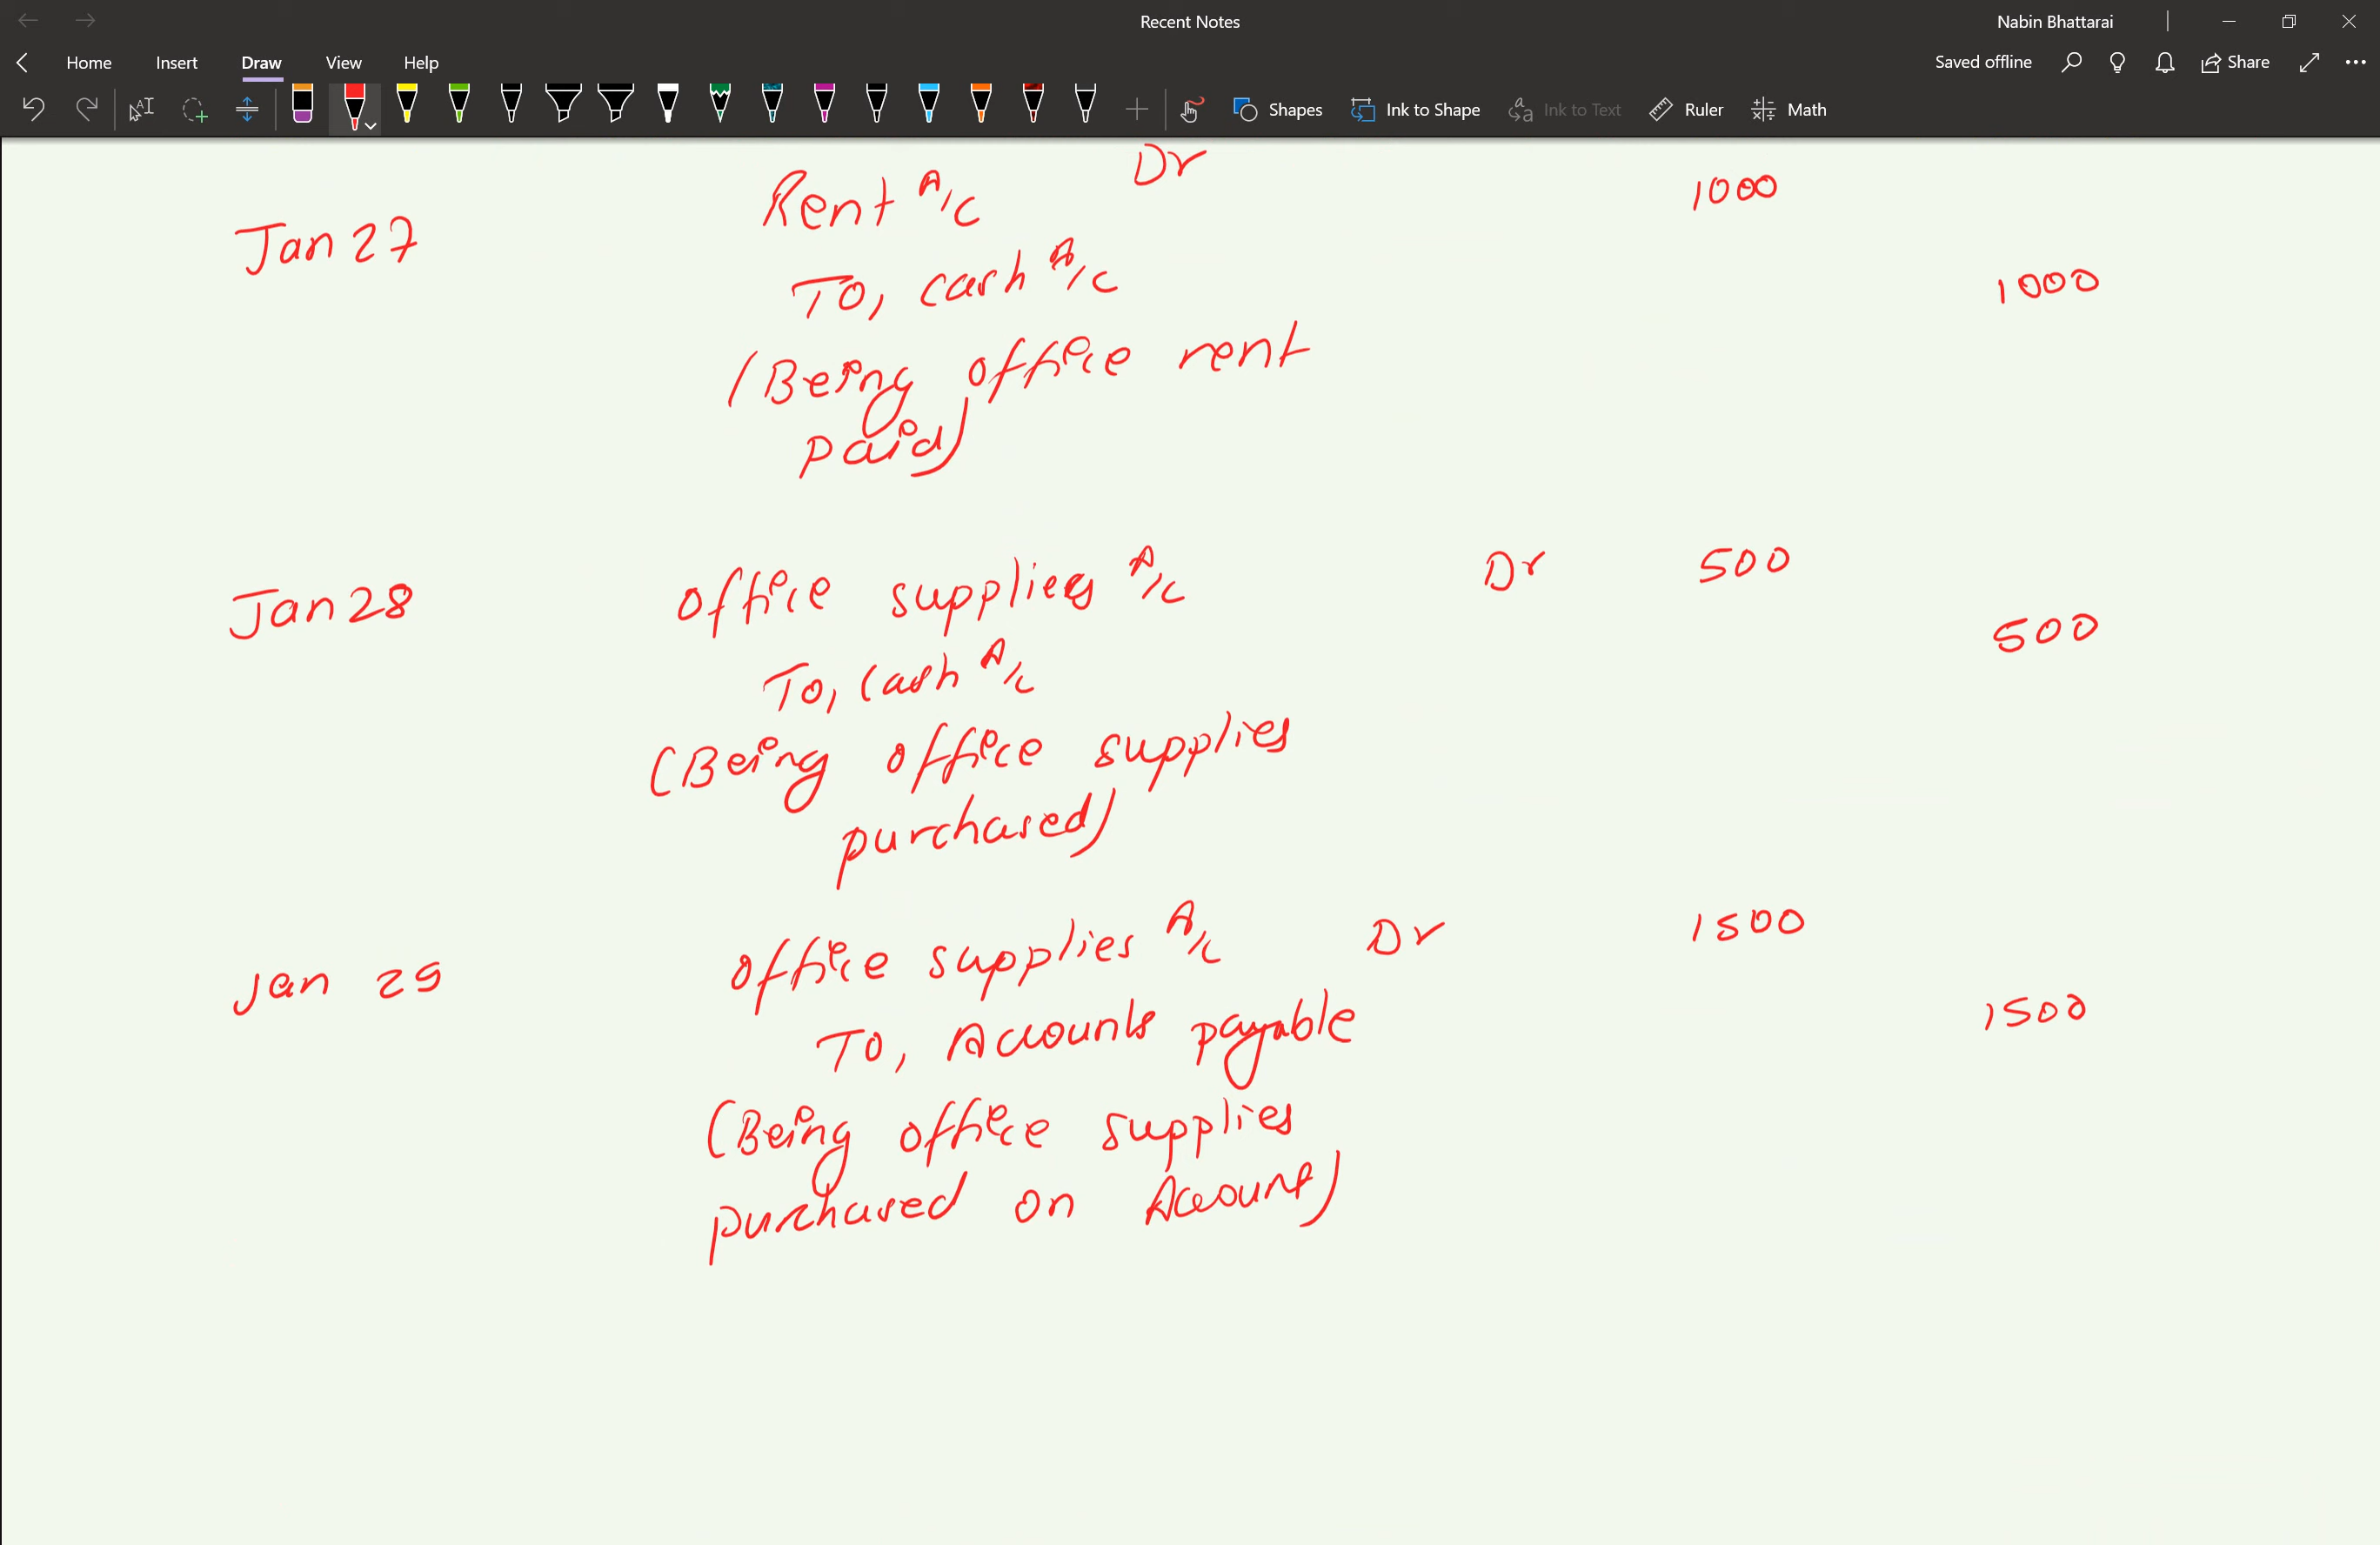 Recent Notes
Nabin Bhattarai
Home Insert Draw View Help
Saved offline
Share
Shapes
Ink to Shape
Ink to Text
Ruler
Math
Jan 27 Rent A/c Dr 1000
To, cash A/c 1000
(Being office rent
paid)
Jan 28 office supplies A/c Dr 500
To, cash A/c 500
(Being office supplies
purchased)
Jan 29 office supplies A/c Dr 1500
To, Accounts payable 1500
(Being office supplies
purchased on Account)